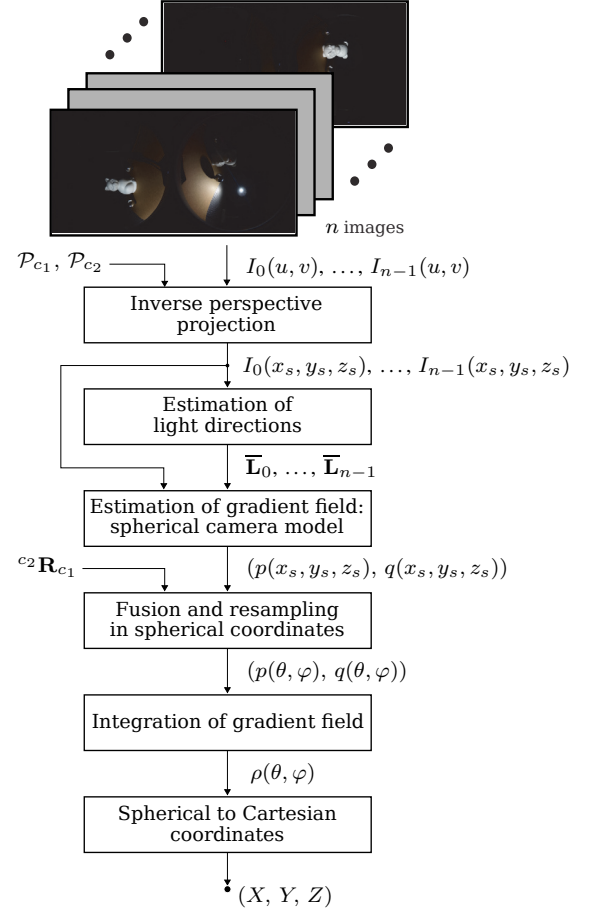 n images
𝒫c₁, 𝒫c₂
I₀(u, v), …, Iₙ₋₁(u, v)
Inverse perspective
projection
I₀(xₛ, yₛ, zₛ), …, Iₙ₋₁(xₛ, yₛ, zₛ)
Estimation of
light directions
L̅₀, …, L̅ₙ₋₁
Estimation of gradient field:
spherical camera model
ᶜ²Rc₁
(p(xₛ, yₛ, zₛ), q(xₛ, yₛ, zₛ))
Fusion and resampling
in spherical coordinates
(p(θ, φ), q(θ, φ))
Integration of gradient field
ρ(θ, φ)
Spherical to Cartesian
coordinates
(X, Y, Z)